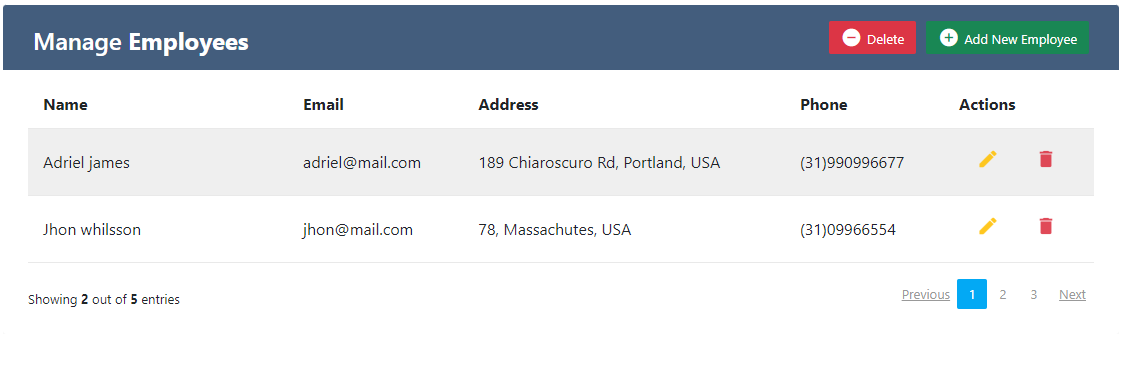 Manage Employees
Delete
Add New Employee
Name Email Address Phone Actions
Adriel james adriel@mail.com 189 Chiaroscuro Rd, Portland, USA (31)990996677
Jhon whilsson jhon@mail.com 78, Massachutes, USA (31)09966554
Showing 2 out of 5 entries
Previous 1 2 3 Next